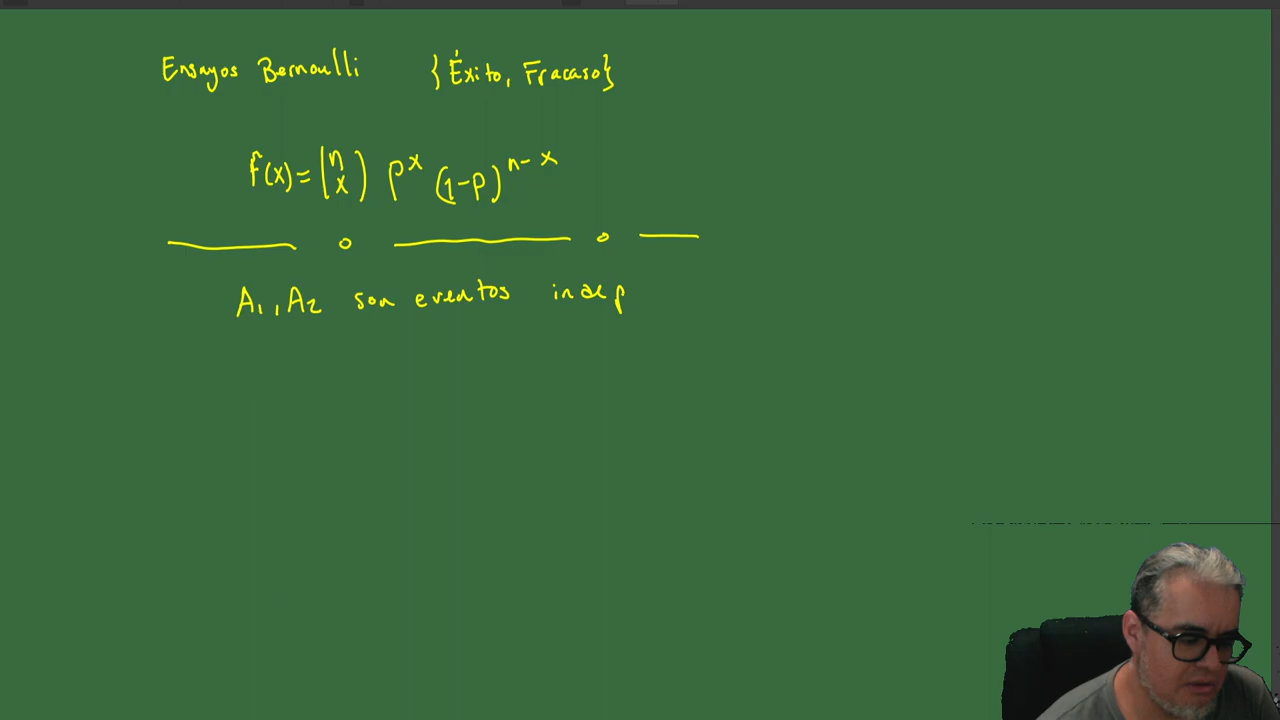 Ensayos Bernoulli {Éxito, Fracaso}
f(x) = (n x) p^x (1-p)^{n-x}
A₁, A₂ son eventos indep